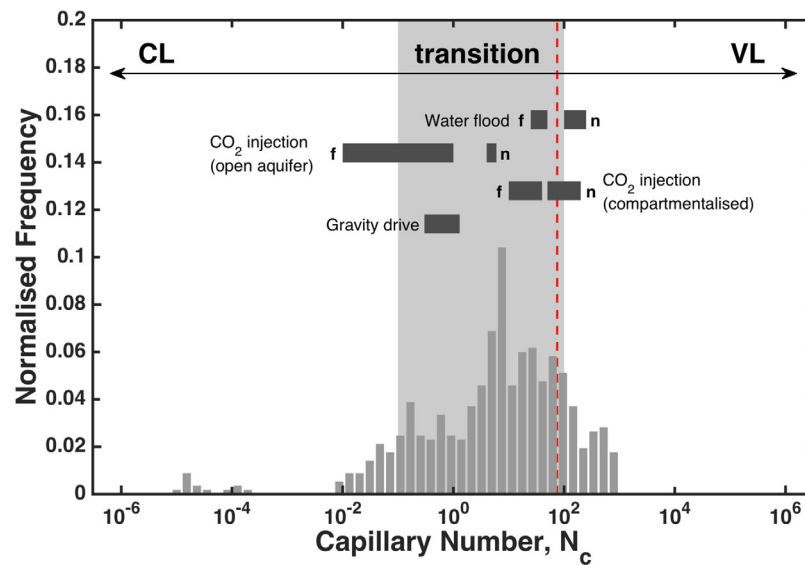 0.2
CL transition VL
0.18
0.16
Water flood f n
CO₂ injection
(open aquifer)
f n
0.14
f n CO₂ injection
(compartmentalised)
0.12
Gravity drive
0.1
0.08
0.06
0.04
0.02
0
Normalised Frequency
10⁻⁶ 10⁻⁴ 10⁻² 10⁰ 10² 10⁴ 10⁶
Capillary Number, N꜀